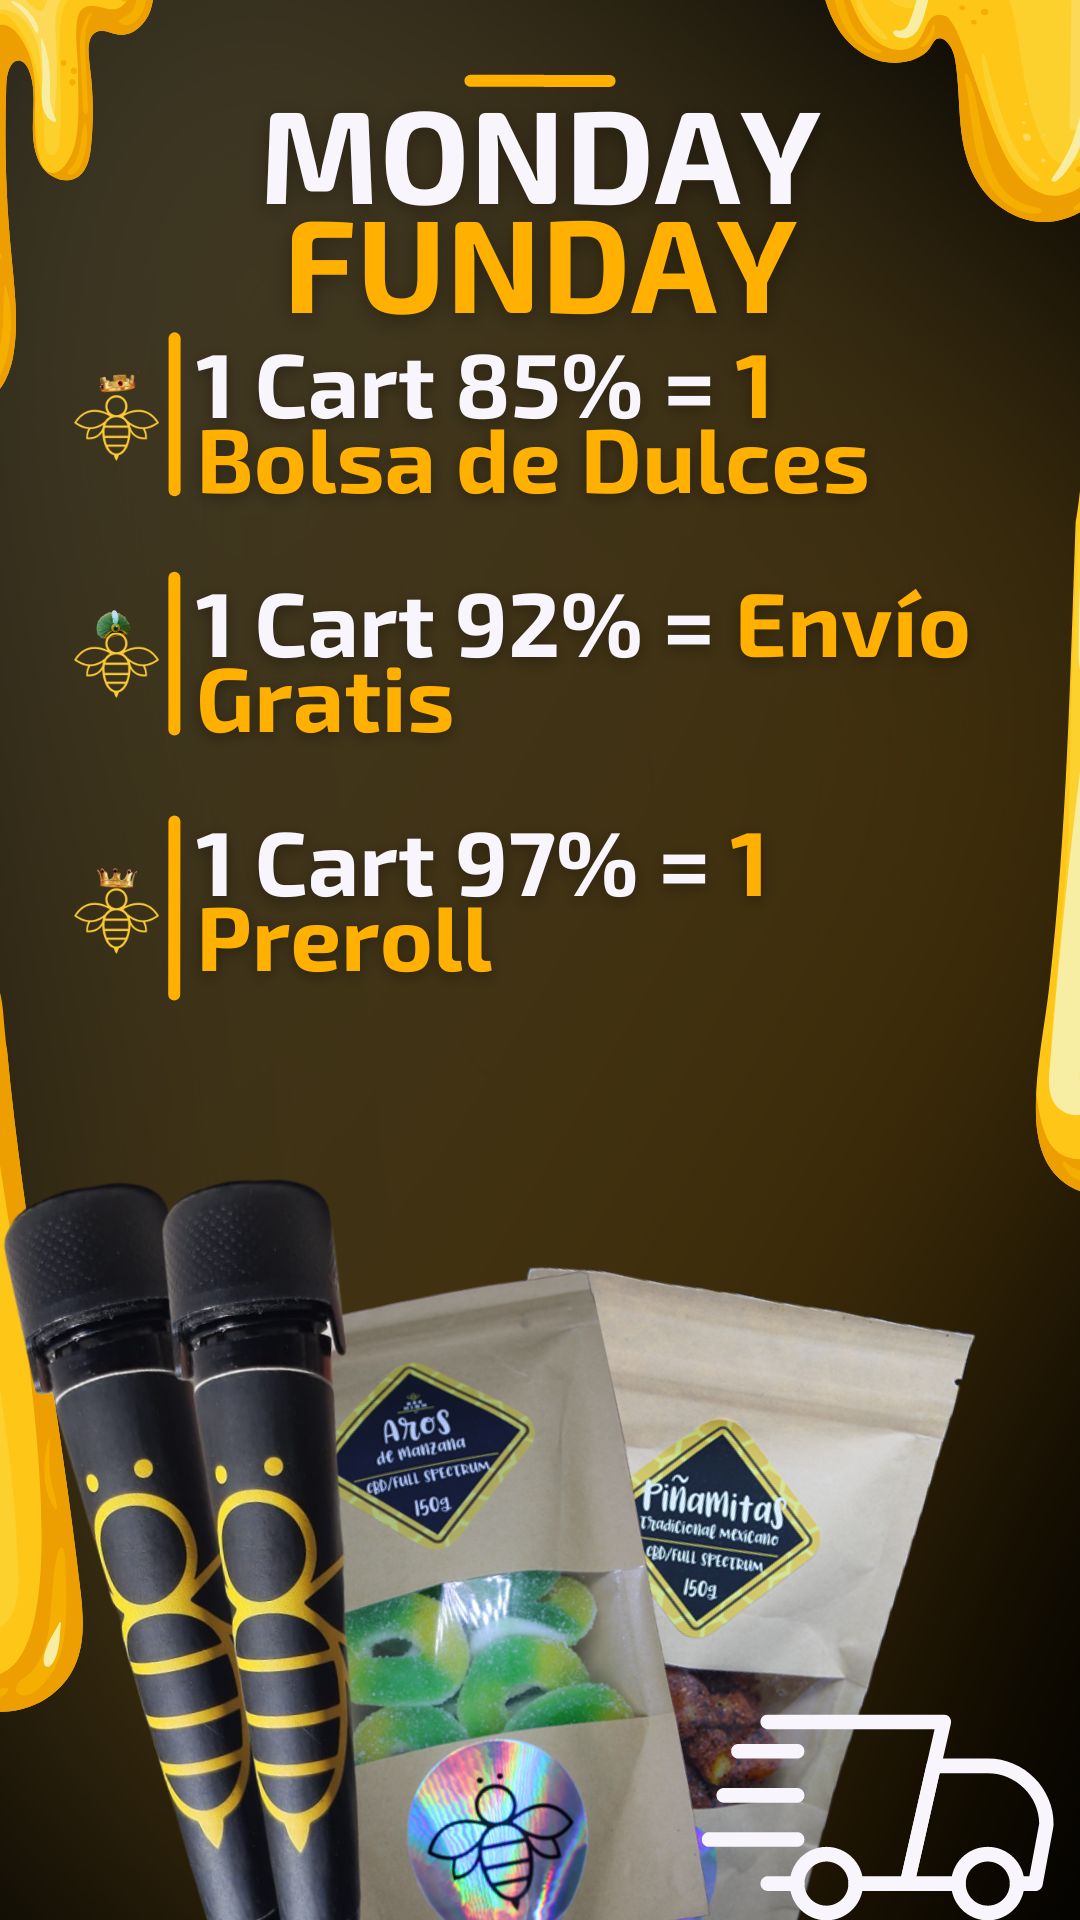 MONDAY
FUNDAY
1 Cart 85% = 1
Bolsa de Dulces
1 Cart 92% = Envío
Gratis
1 Cart 97% = 1
Preroll
Aros
de manzana
CBD/FULL SPECTRUM
150g
Piñamitas
Tradicional mexicano
CBD/FULL SPECTRUM
150g